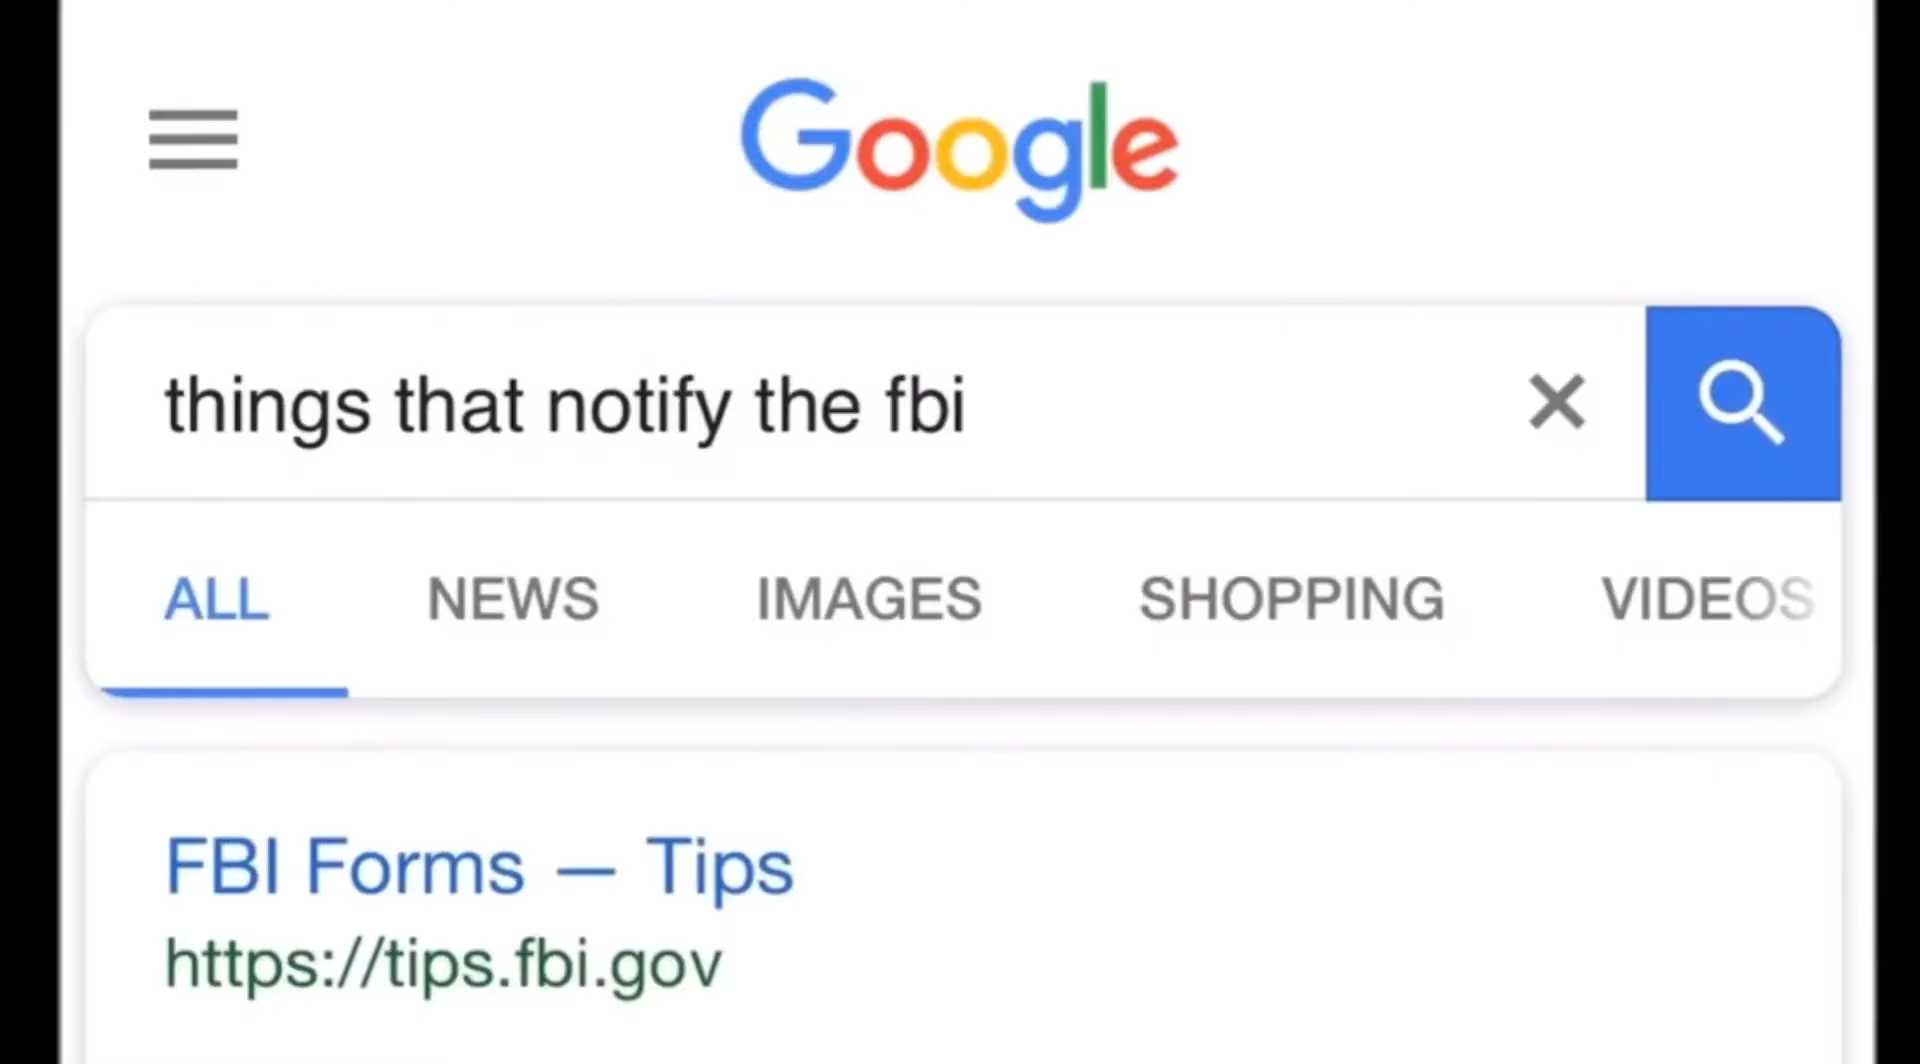 Google
things that notify the fbi
ALL NEWS IMAGES SHOPPING VIDEOS
FBI Forms — Tips
https://tips.fbi.gov